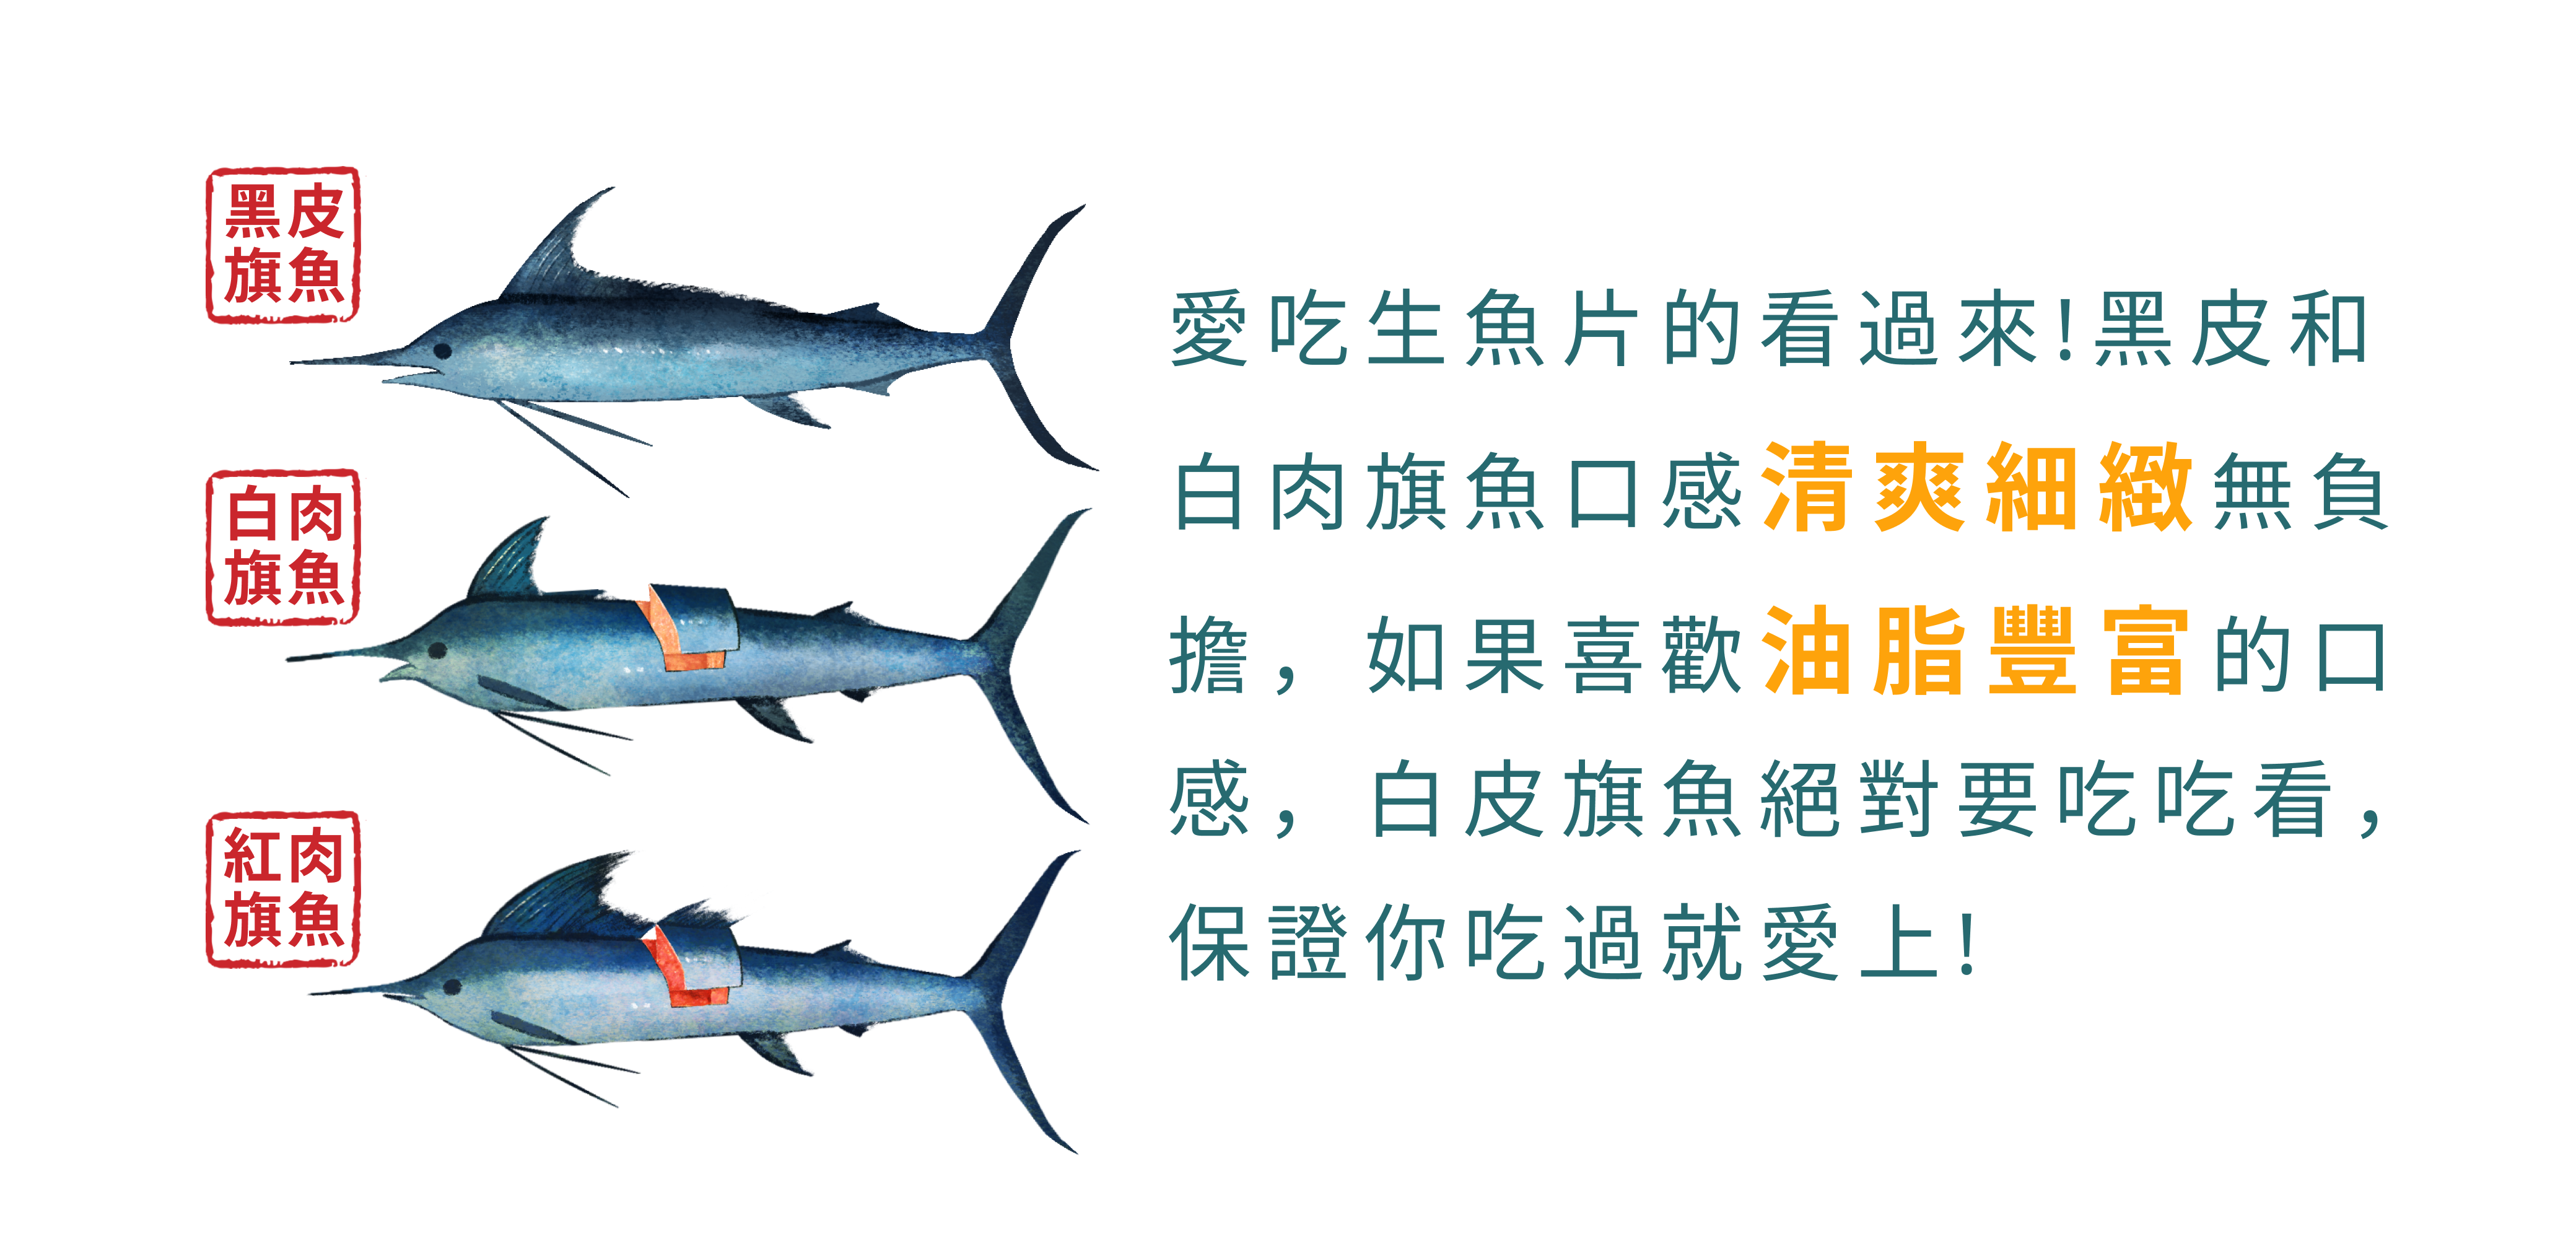 黑皮
旗魚
白肉
旗魚
紅肉
旗魚
愛吃生魚片的看過來!黑皮和
白肉旗魚口感清爽細緻無負
擔，如果喜歡油脂豐富的口
感，白皮旗魚絕對要吃吃看，
保證你吃過就愛上!